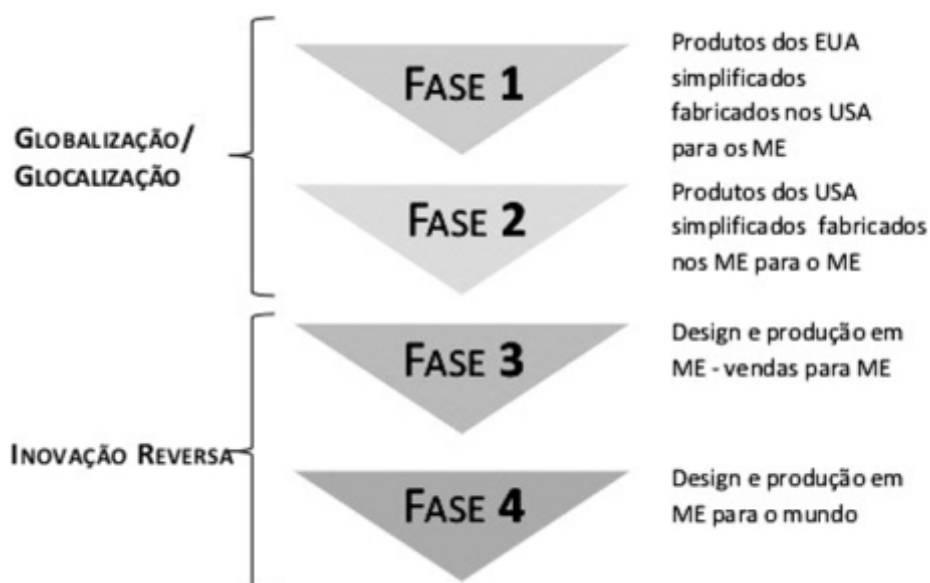 GLOBALIZAÇÃO/
GLOCALIZAÇÃO
FASE 1
Produtos dos EUA
simplificados
fabricados nos USA
para os ME
FASE 2
Produtos dos USA
simplificados fabricados
nos ME para o ME
INOVAÇÃO REVERSA
FASE 3
Design e produção em
ME - vendas para ME
FASE 4
Design e produção em
ME para o mundo